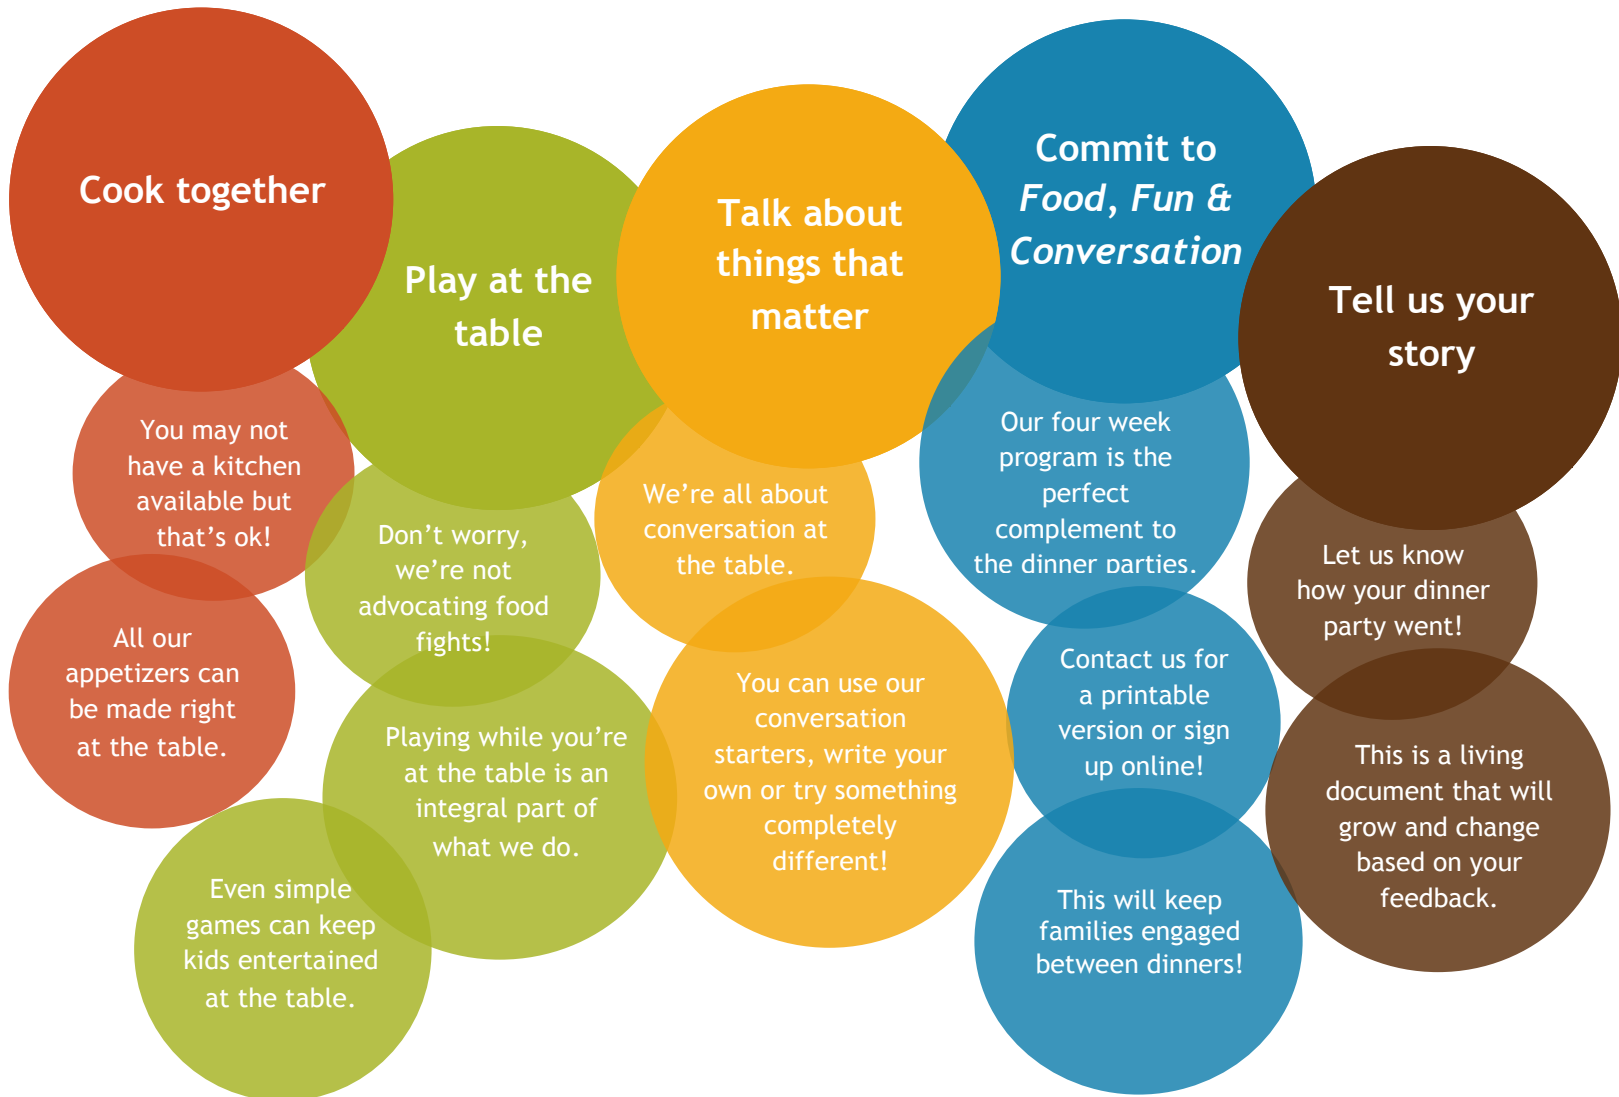 Cook together
You may not
have a kitchen
available but
that’s ok!
All our
appetizers can
be made right
at the table.
Play at the
table
Don’t worry,
we’re not
advocating food
fights!
Playing while you’re
at the table is an
integral part of
what we do.
Even simple
games can keep
kids entertained
at the table.
Talk about
things that
matter
We’re all about
conversation at
the table.
You can use our
conversation
starters, write your
own or try something
completely
different!
Commit to
Food, Fun &
Conversation
Our four week
program is the
perfect
complement to
the dinner parties.
Contact us for
a printable
version or sign
up online!
This will keep
families engaged
between dinners!
Tell us your
story
Let us know
how your dinner
party went!
This is a living
document that will
grow and change
based on your
feedback.